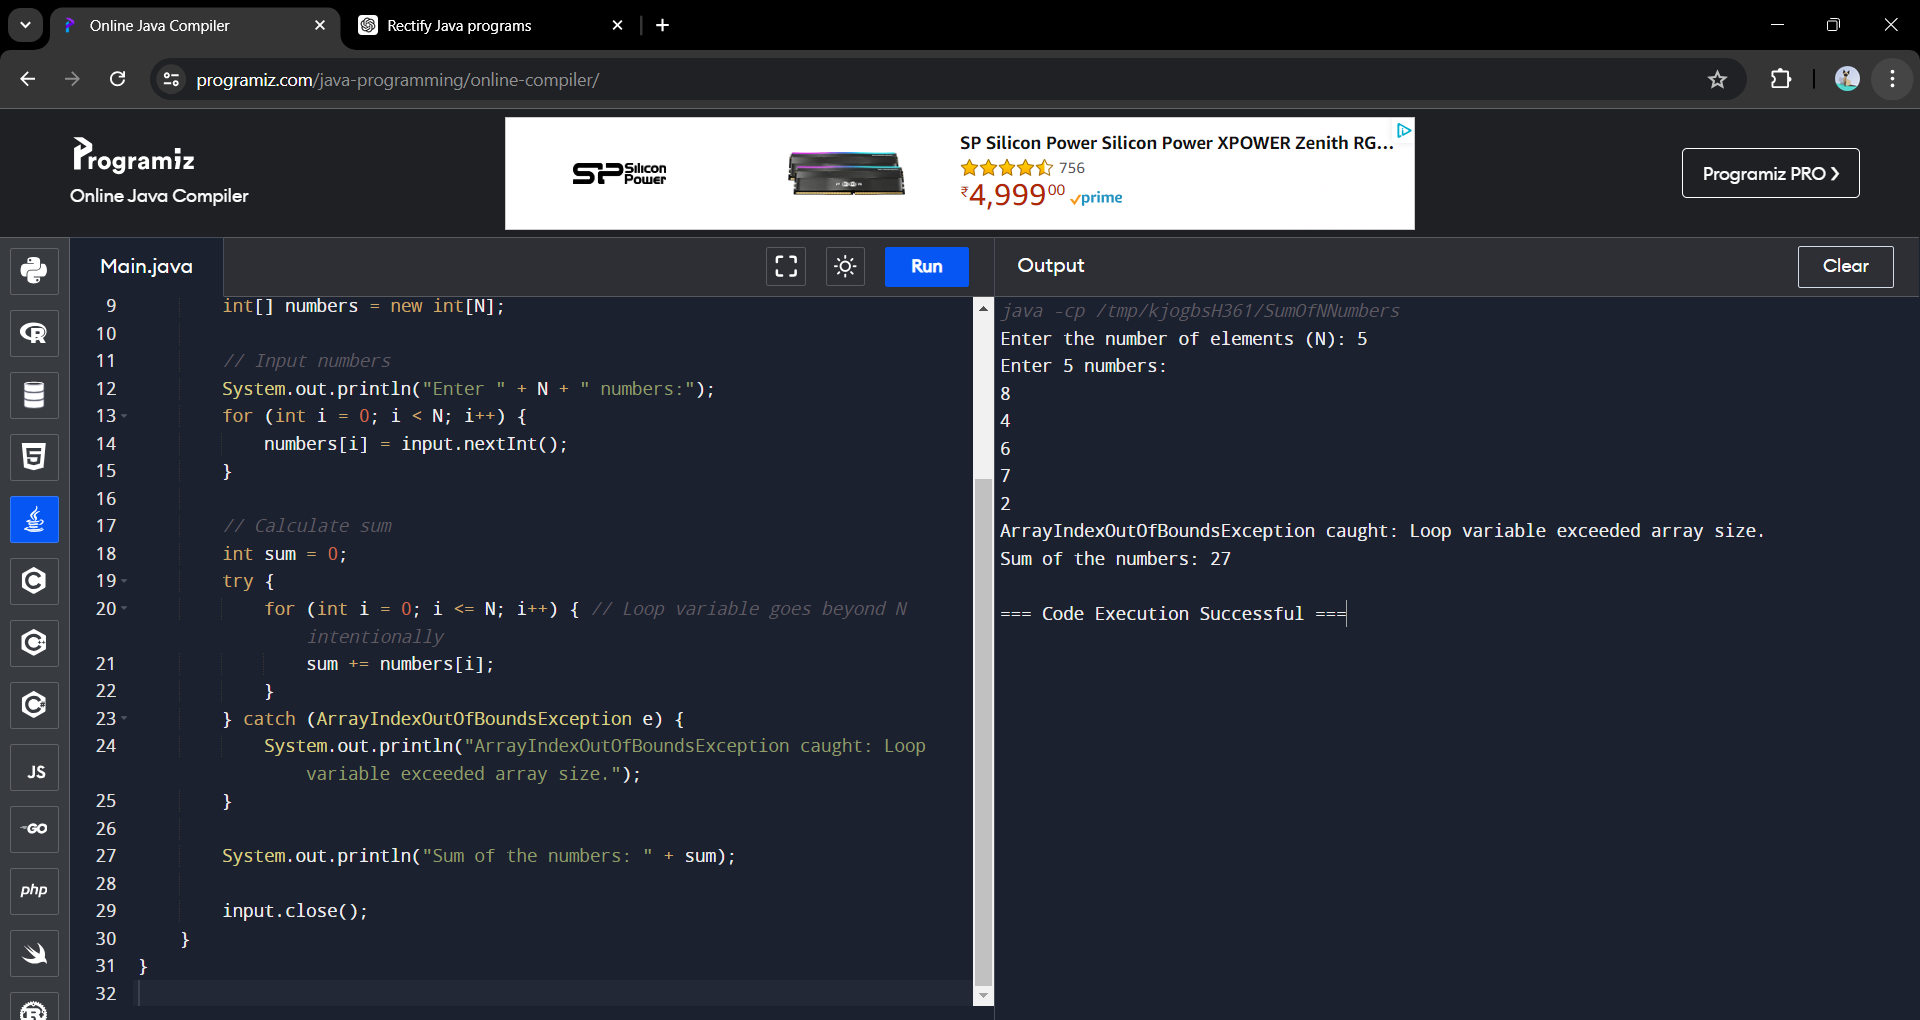 Online Java Compiler
Rectify Java programs
programiz.com/java-programming/online-compiler/
Programiz
Online Java Compiler
SP Silicon Power
SP Silicon Power Silicon Power XPOWER Zenith RG...
756
₹4,999.00 prime
Programiz PRO >
Main.java
Run
9 int[] numbers = new int[N];
10
11 // Input numbers
12 System.out.println("Enter " + N + " numbers:");
13 for (int i = 0; i < N; i++) {
14 numbers[i] = input.nextInt();
15 }
16
17 // Calculate sum
18 int sum = 0;
19 try {
20 for (int i = 0; i <= N; i++) { // Loop variable goes beyond N
intentionally
21 sum += numbers[i];
22 }
23 } catch (ArrayIndexOutOfBoundsException e) {
24 System.out.println("ArrayIndexOutOfBoundsException caught: Loop
variable exceeded array size.");
25 }
26
27 System.out.println("Sum of the numbers: " + sum);
28
29 input.close();
30 }
31 }
32
Output
Clear
java -cp /tmp/kjogbsH361/SumOfNNumbers
Enter the number of elements (N): 5
Enter 5 numbers:
8
4
6
7
2
ArrayIndexOutOfBoundsException caught: Loop variable exceeded array size.
Sum of the numbers: 27
=== Code Execution Successful ===
R
5
C
C
C
JS
GO
php
R